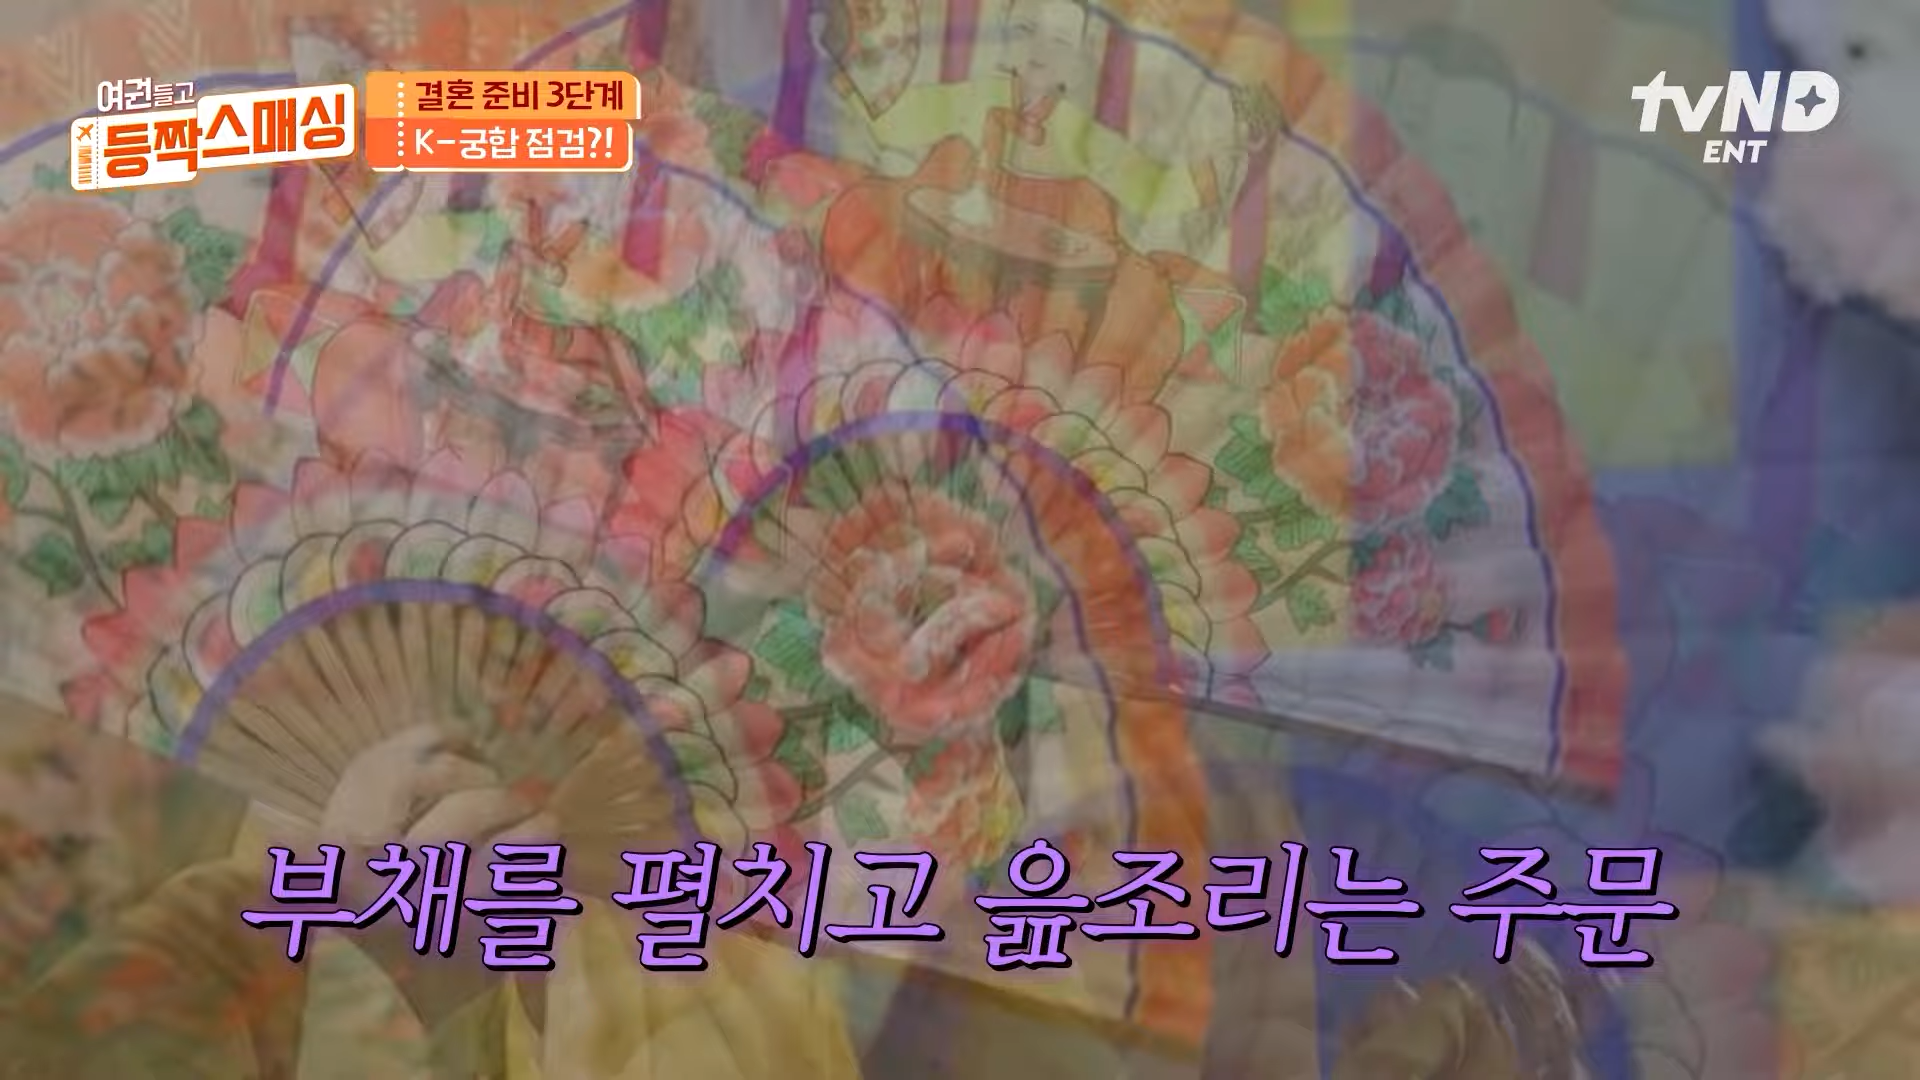 여권들고
등짝스매싱
결혼 준비 3단계
K-궁합 점검?!
tvND
ENT
부채를 펼치고 읊조리는 주문